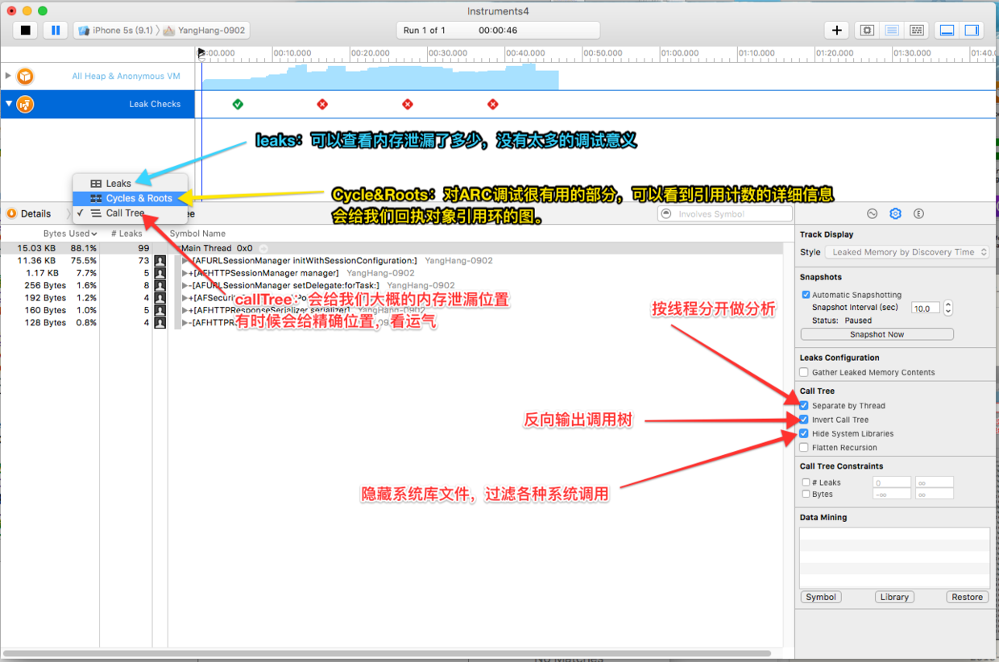 Instruments4
iPhone 5s (9.1) 〉 YangHang-0902
Run 1 of 1 00:00:46
00:00.000 00:10.000 00:20.000 00:30.000 00:40.000 00:50.000 01:00.000 01:10.000 01:20.000 01:30.000 01:40.
All Heap & Anonymous VM
Leak Checks
leaks：可以查看内存泄漏了多少，没有太多的调试意义
Leaks
Cycles & Roots
✓ Call Tree
Cycle&Roots：对ARC调试很有用的部分，可以看到引用计数的详细信息
会给我们回执对象引用环的图。
Details
Involves Symbol
Bytes Used # Leaks Symbol Name
15.03 KB 88.1% 99 Main Thread 0x0
11.36 KB 75.5% 73 -[AFURLSessionManager initWithSessionConfiguration:] YangHang-0902
1.17 KB 7.7% 5 +[AFHTTPSessionManager manager] YangHang-0902
256 Bytes 1.6% 8 -[AFURLSessionManager setDelegate:forTask:] YangHang-0902
192 Bytes 1.2% 4 +[AFSecurity
160 Bytes 1.0% 5 +[AFHTTPResponseSerializer serializer] YangHang-0902
128 Bytes 0.8% 4 -[AFHTTPR
callTree：会给我们大概的内存泄漏位置
有时候会给精确位置，看运气
按线程分开做分析
反向输出调用树
隐藏系统库文件，过滤各种系统调用
E
Track Display
Style Leaked Memory by Discovery Time
Snapshots
Automatic Snapshotting
Snapshot Interval (sec) 10.0
Status: Paused
Snapshot Now
Leaks Configuration
Gather Leaked Memory Contents
Call Tree
Separate by Thread
Invert Call Tree
Hide System Libraries
Flatten Recursion
Call Tree Constraints
# Leaks 0 ∞
Bytes -∞ ∞
Data Mining
Symbol Library Restore